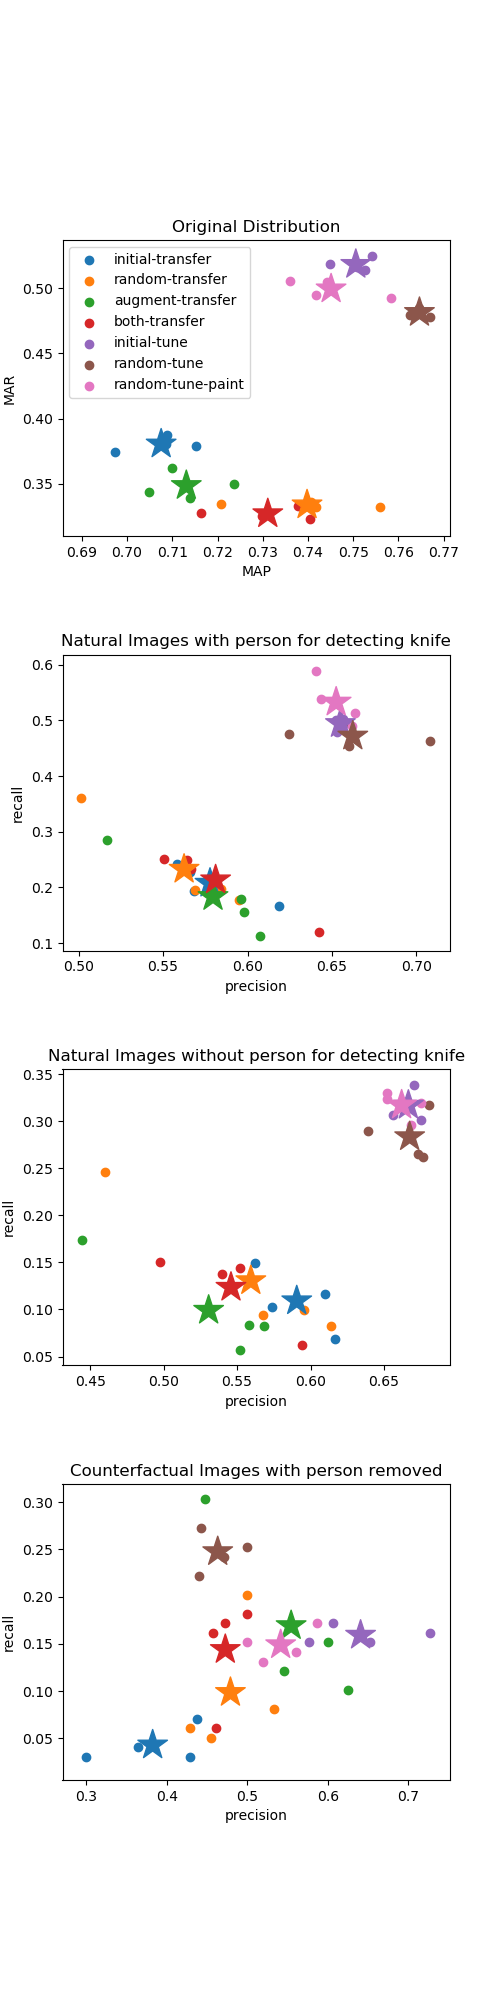 Original Distribution
initial-transfer
random-transfer
augment-transfer
both-transfer
initial-tune
random-tune
random-tune-paint
0.50
0.45
0.40
0.35
MAR
0.69 0.70 0.71 0.72 0.73 0.74 0.75 0.76 0.77
MAP
Natural Images with person for detecting knife
0.6
0.5
0.4
0.3
0.2
0.1
recall
0.50 0.55 0.60 0.65 0.70
precision
Natural Images without person for detecting knife
0.35
0.30
0.25
0.20
0.15
0.10
0.05
recall
0.45 0.50 0.55 0.60 0.65
precision
Counterfactual Images with person removed
0.30
0.25
0.20
0.15
0.10
0.05
recall
0.3 0.4 0.5 0.6 0.7
precision